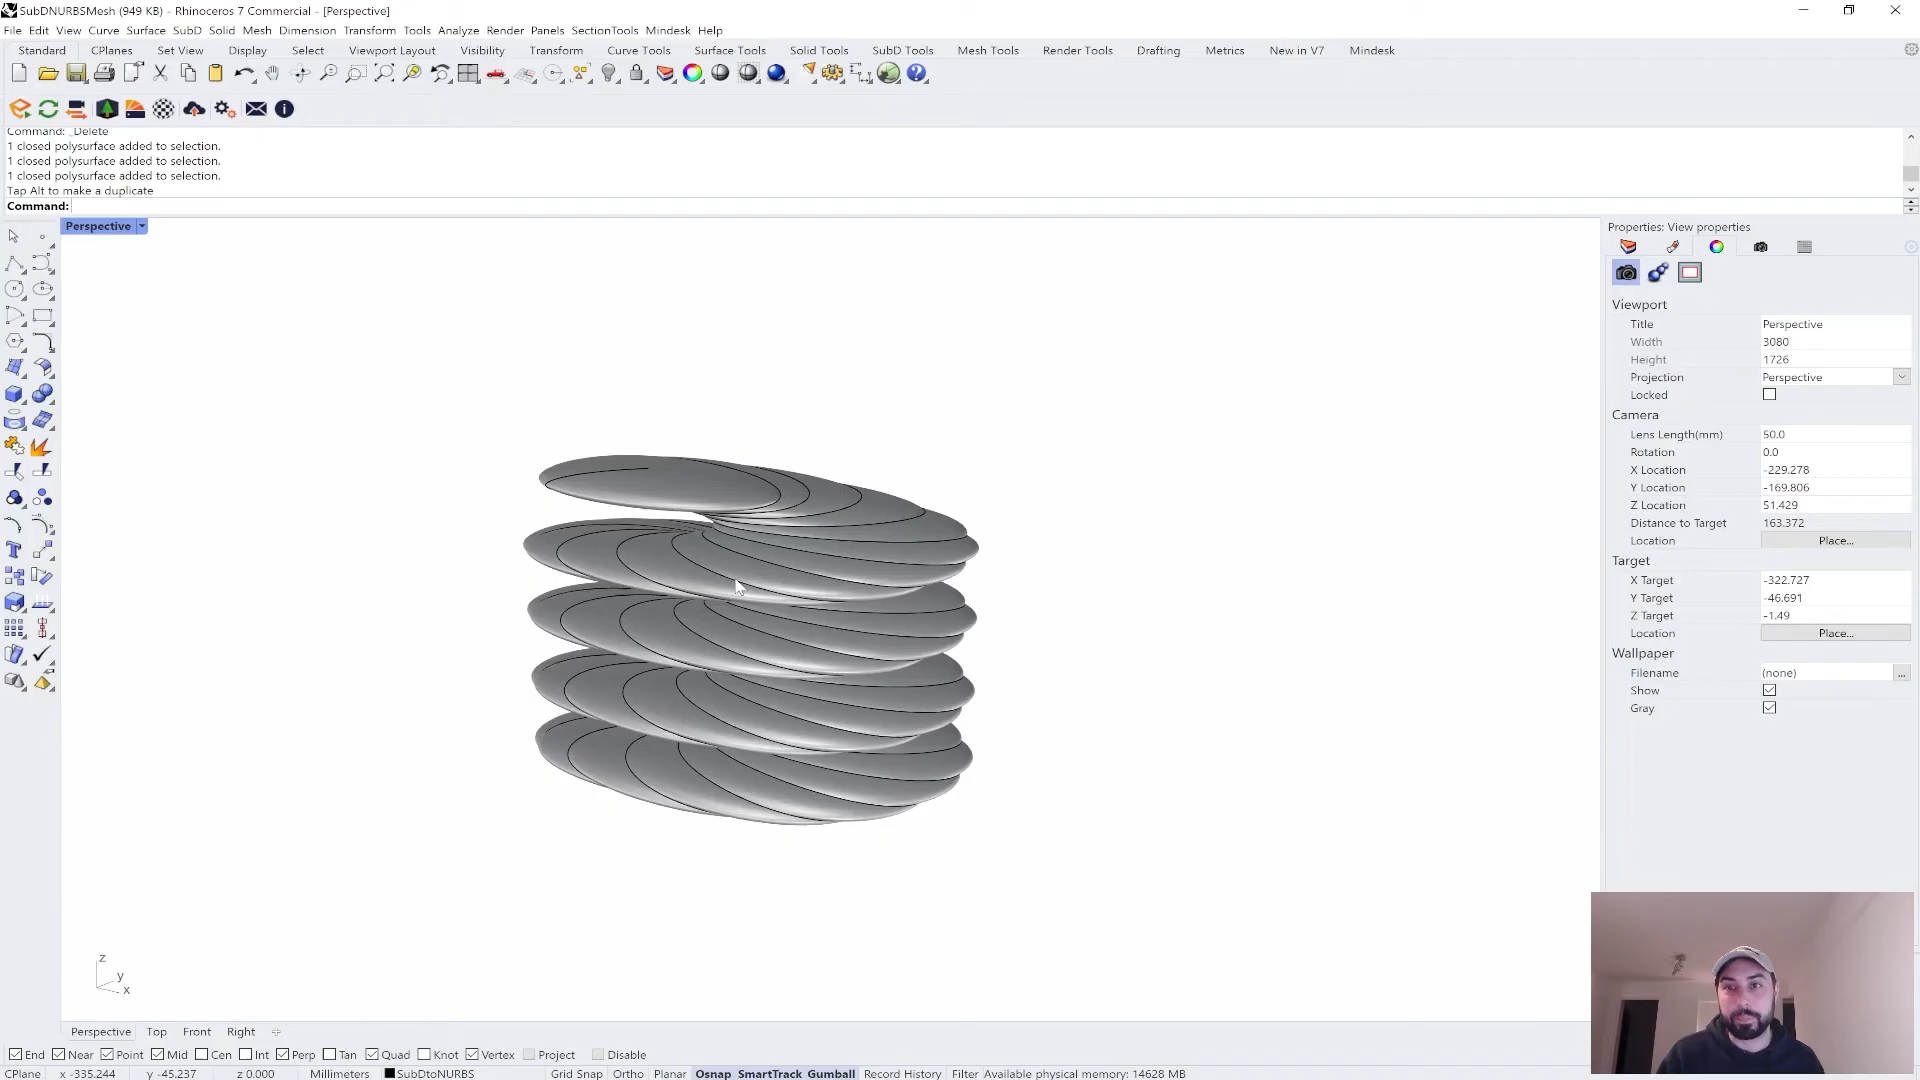 SubDNURBSMesh (949 KB) - Rhinoceros 7 Commercial - [Perspective]
File Edit View Curve Surface SubD Solid Mesh Dimension Transform Tools Analyze Render Panels SectionTools Mindesk Help
Standard CPlanes Set View Display Select Viewport Layout Visibility Transform Curve Tools Surface Tools Solid Tools SubD Tools Mesh Tools Render Tools Drafting Metrics New in V7 Mindesk
Command: _Delete
1 closed polysurface added to selection.
1 closed polysurface added to selection.
1 closed polysurface added to selection.
Tap Alt to make a duplicate
Command:
Perspective
Properties: View properties
Viewport
Title Perspective
Width 3080
Height 1726
Projection Perspective
Locked
Camera
Lens Length(mm) 50.0
Rotation 0.0
X Location -229.278
Y Location -169.806
Z Location 51.429
Distance to Target 163.372
Location Place...
Target
X Target -322.727
Y Target -46.691
Z Target -1.49
Location Place...
Wallpaper
Filename (none) ...
Show
Gray
z
y
x
Perspective Top Front Right
End Near Point Mid Cen Int Perp Tan Quad Knot Vertex Project Disable
CPlane x -335.244 y -45.237 z 0.000 Millimeters SubDtoNURBS Grid Snap Ortho Planar Osnap SmartTrack Gumball Record History Filter Available physical memory: 14628 MB